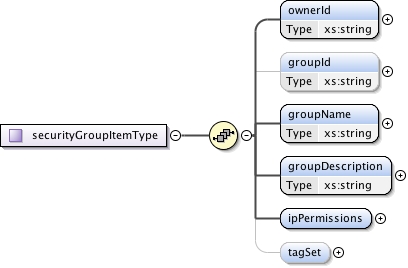 ownerId
Type xs:string
groupId
Type xs:string
groupName
Type xs:string
securityGroupItemType
groupDescription
Type xs:string
ipPermissions
tagSet